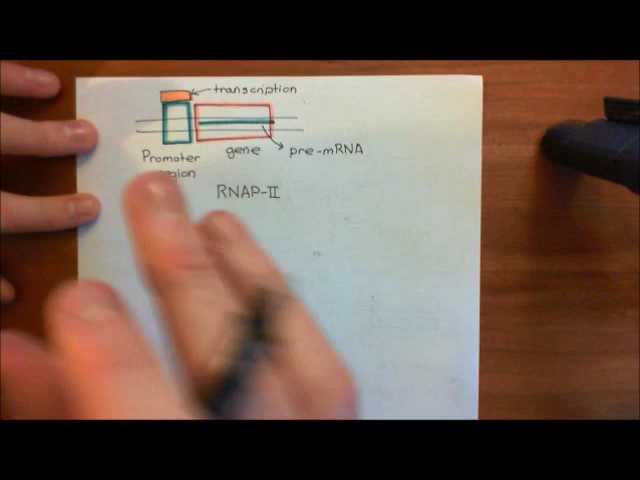 transcription
Promoter
gene
pre-mRNA
RNAP-II